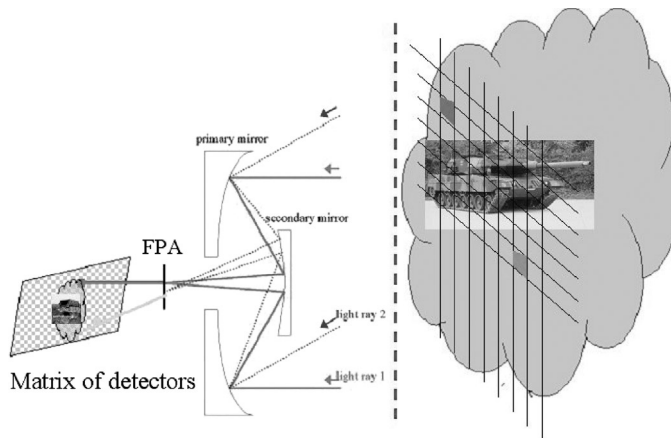 primary mirror
secondary mirror
FPA
light ray 2
Matrix of detectors
light ray 1